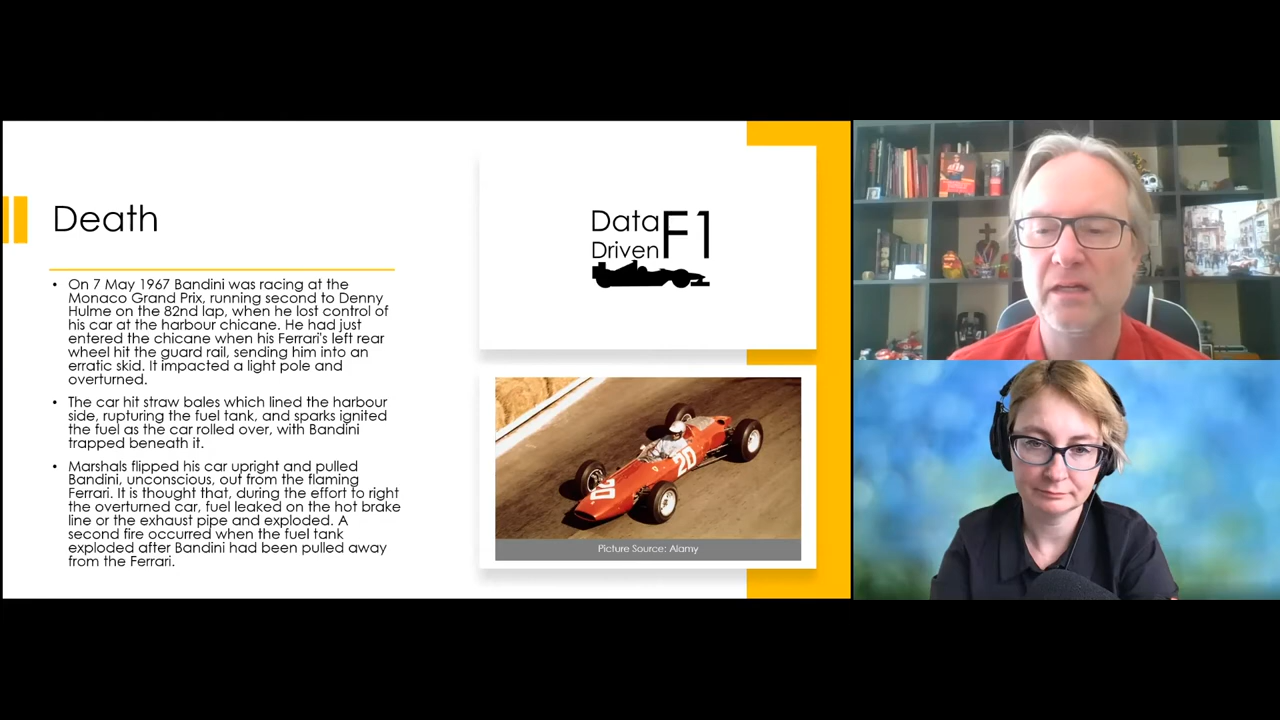 Death
• On 7 May 1967 Bandini was racing at the
Monaco Grand Prix, running second to Denny
Hulme on the 82nd lap, when he lost control of
his car at the harbour chicane. He had just
entered the chicane when his Ferrari's left rear
wheel hit the guard rail, sending him into an
erratic skid. It impacted a light pole and
overturned.
• The car hit straw bales which lined the harbour
side, rupturing the fuel tank, and sparks ignited
the fuel as the car rolled over, with Bandini
trapped beneath it.
• Marshals flipped his car upright and pulled
Bandini, unconscious, out from the flaming
Ferrari. It is thought that, during the effort to right
the overturned car, fuel leaked on the hot brake
line or the exhaust pipe and exploded. A
second fire occurred when the fuel tank
exploded after Bandini had been pulled away
from the Ferrari.
Data
Driven F1
20
20
Picture Source: Alamy